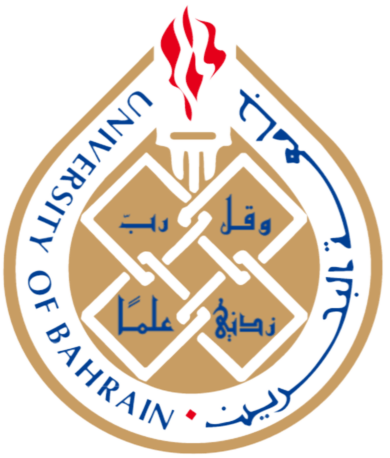 UNIVERSITY OF BAHRAIN
جامعة البحرين
وقل ربَ
زدني علمًا